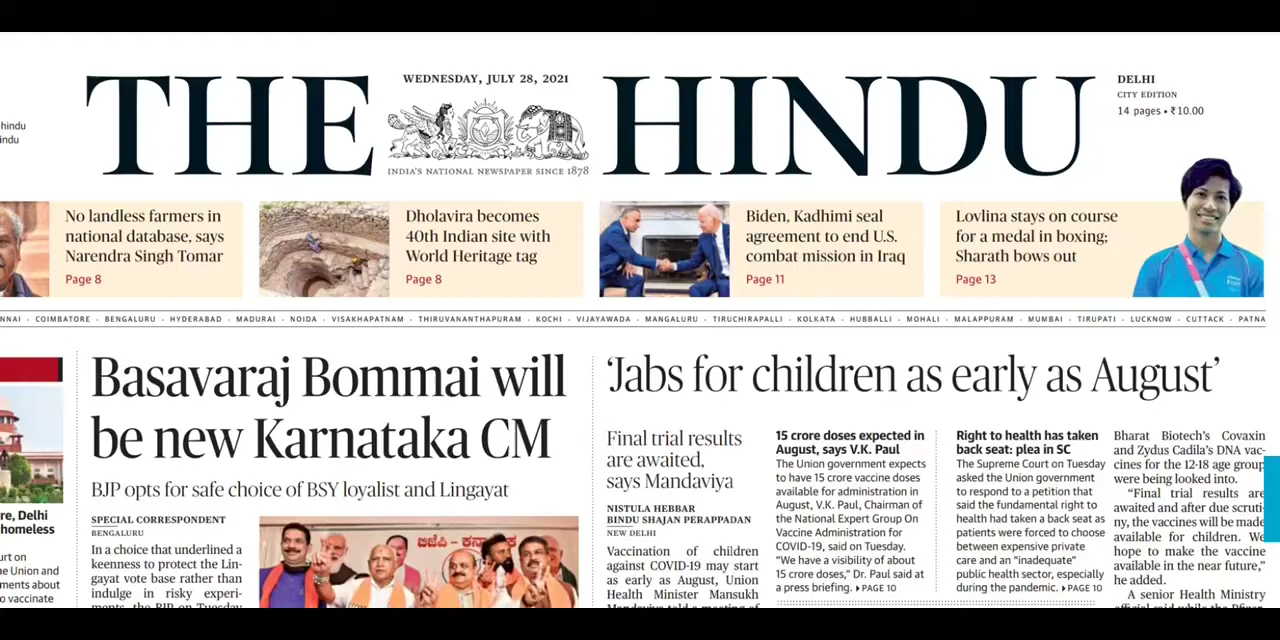 WEDNESDAY, JULY 28, 2021
THE HINDU
INDIA'S NATIONAL NEWSPAPER SINCE 1878
DELHI
CITY EDITION
14 pages • ₹10.00
hindu
indu
No landless farmers in
national database, says
Narendra Singh Tomar
Page 8
Dholavira becomes
40th Indian site with
World Heritage tag
Page 8
Biden, Kadhimi seal
agreement to end U.S.
combat mission in Iraq
Page 11
Lovlina stays on course
for a medal in boxing;
Sharath bows out
Page 13
NNAI · COIMBATORE · BENGALURU · HYDERABAD · MADURAI · NOIDA · VISAKHAPATNAM · THIRUVANANTHAPURAM · KOCHI · VIJAYAWADA · MANGALURU · TIRUCHIRAPALLI · KOLKATA · HUBBALLI · MOHALI · MALAPPURAM · MUMBAI · TIRUPATI · LUCKNOW · CUTTACK · PATNA
re, Delhi
homeless
urt on
e Union and
ments about
o vaccinate
Basavaraj Bommai will
be new Karnataka CM
BJP opts for safe choice of BSY loyalist and Lingayat
SPECIAL CORRESPONDENT
BENGALURU
In a choice that underlined a
keenness to protect the Lin-
gayat vote base rather than
indulge in risky experi-
ments, the BJP on Tuesday
ಬಿಜೆಪಿ - ಕರ್ನಾಟಕ
'Jabs for children as early as August'
Final trial results
are awaited,
says Mandaviya
NISTULA HEBBAR
BINDU SHAJAN PERAPPADAN
NEW DELHI
Vaccination of children
against COVID-19 may start
as early as August, Union
Health Minister Mansukh
Mandaviya told a meeting of
15 crore doses expected in
August, says V.K. Paul
The Union government expects
to have 15 crore vaccine doses
available for administration in
August, V.K. Paul, Chairman of
the National Expert Group On
Vaccine Administration for
COVID-19, said on Tuesday.
"We have a visibility of about
15 crore doses," Dr. Paul said at
a press briefing. ▸ PAGE 10
Right to health has taken
back seat: plea in SC
The Supreme Court on Tuesday
asked the Union government
to respond to a petition that
said the fundamental right to
health had taken a back seat as
patients were forced to choose
between expensive private
care and an "inadequate"
public health sector, especially
during the pandemic. ▸ PAGE 10
Bharat Biotech's Covaxin
and Zydus Cadila's DNA vac-
cines for the 12-18 age group
were being looked into.
"Final trial results are
awaited and after due scruti-
ny, the vaccines will be made
available for children. We
hope to make the vaccine
available in the near future,"
he added.
A senior Health Ministry
official said while the Pfizer-